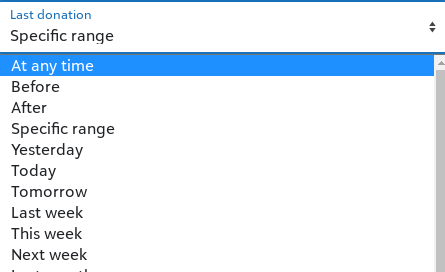 Last donation
Specific range
At any time
Before
After
Specific range
Yesterday
Today
Tomorrow
Last week
This week
Next week